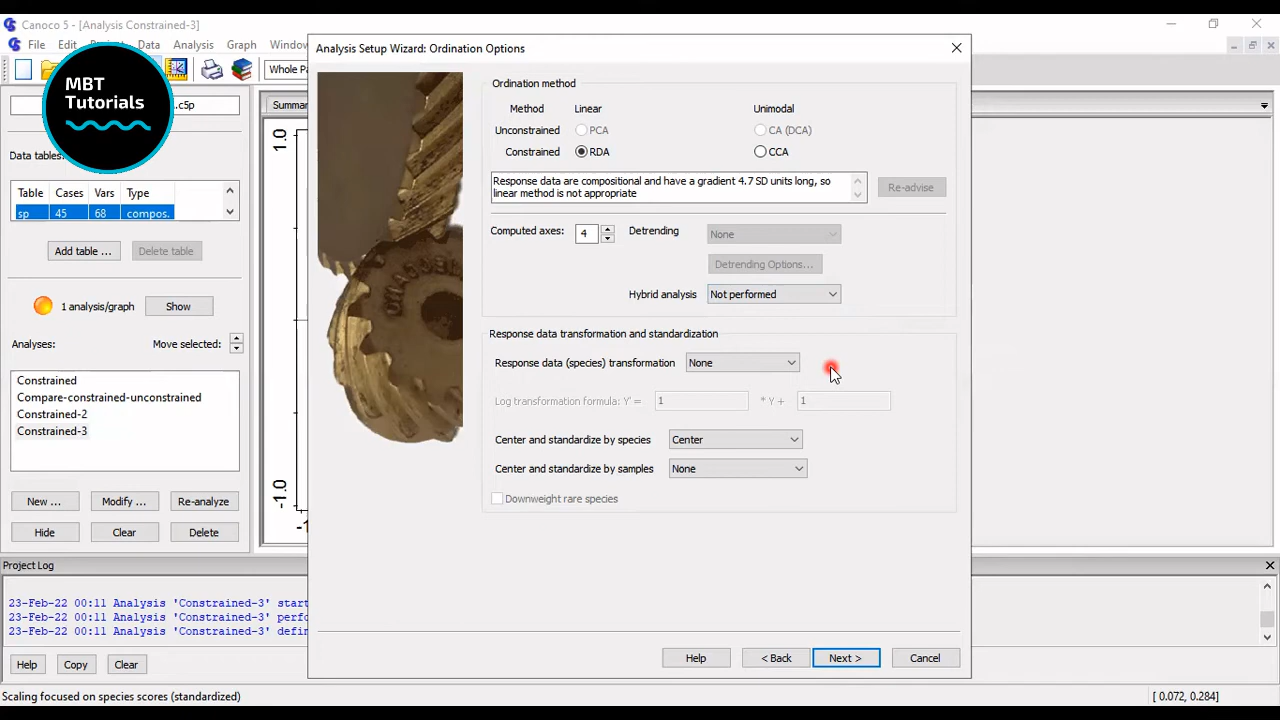 Canoco 5 - [Analysis Constrained-3]
File Edit Data Analysis Graph Window
MBT
Tutorials
Whole Pa
.c5p
Summar
Data tables:
Table Cases Vars Type
sp 45 68 compos.
Add table ... Delete table
1 analysis/graph Show
Analyses: Move selected:
Constrained
Compare-constrained-unconstrained
Constrained-2
Constrained-3
New ... Modify ... Re-analyze
Hide Clear Delete
1.0
-1.0
-1
Analysis Setup Wizard: Ordination Options
Ordination method
Method Linear Unimodal
Unconstrained PCA CA (DCA)
Constrained RDA CCA
Response data are compositional and have a gradient 4.7 SD units long, so
linear method is not appropriate
Re-advise
Computed axes: 4 Detrending None
Detrending Options...
Hybrid analysis Not performed
Response data transformation and standardization
Response data (species) transformation None
Log transformation formula: Y' = 1 * Y + 1
Center and standardize by species Center
Center and standardize by samples None
Downweight rare species
Help < Back Next > Cancel
Project Log
23-Feb-22 00:11 Analysis 'Constrained-3' start
23-Feb-22 00:11 Analysis 'Constrained-3' perfo
23-Feb-22 00:11 Analysis 'Constrained-3' defin
Help Copy Clear
Scaling focused on species scores (standardized)
[ 0.072, 0.284]